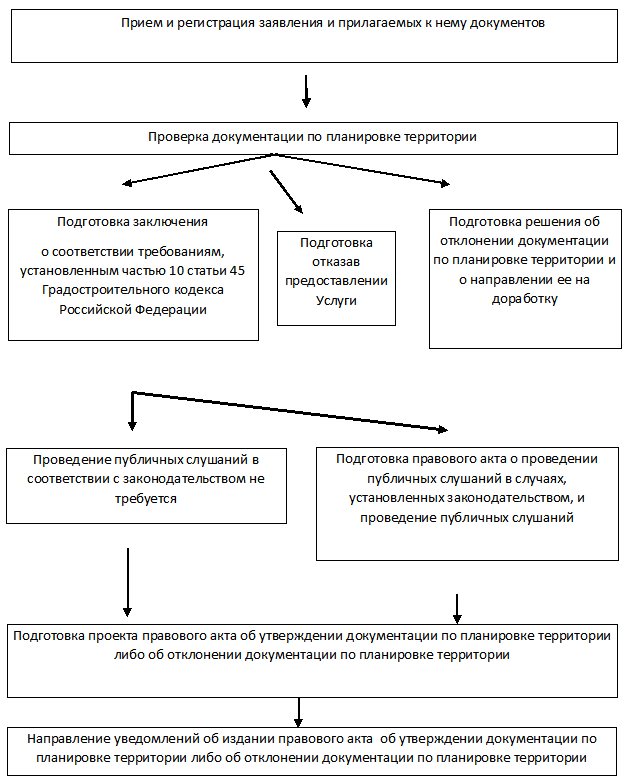 Прием и регистрация заявления и прилагаемых к нему документов
Проверка документации по планировке территории
Подготовка заключения
о соответствии требованиям,
установленным частью 10 статьи 45
Градостроительного кодекса
Российской Федерации
Подготовка
отказав
предоставлении
Услуги
Подготовка решения об
отклонении документации
по планировке территории и
о направлении ее на
доработку
Проведение публичных слушаний в
соответствии с законодательством не
требуется
Подготовка правового акта о проведении
публичных слушаний в случаях,
установленных законодательством, и
проведение публичных слушаний
Подготовка проекта правового акта об утверждении документации по планировке территории
либо об отклонении документации по планировке территории
Направление уведомлений об издании правового акта  об утверждении документации по
планировке территории либо об отклонении документации по планировке территории